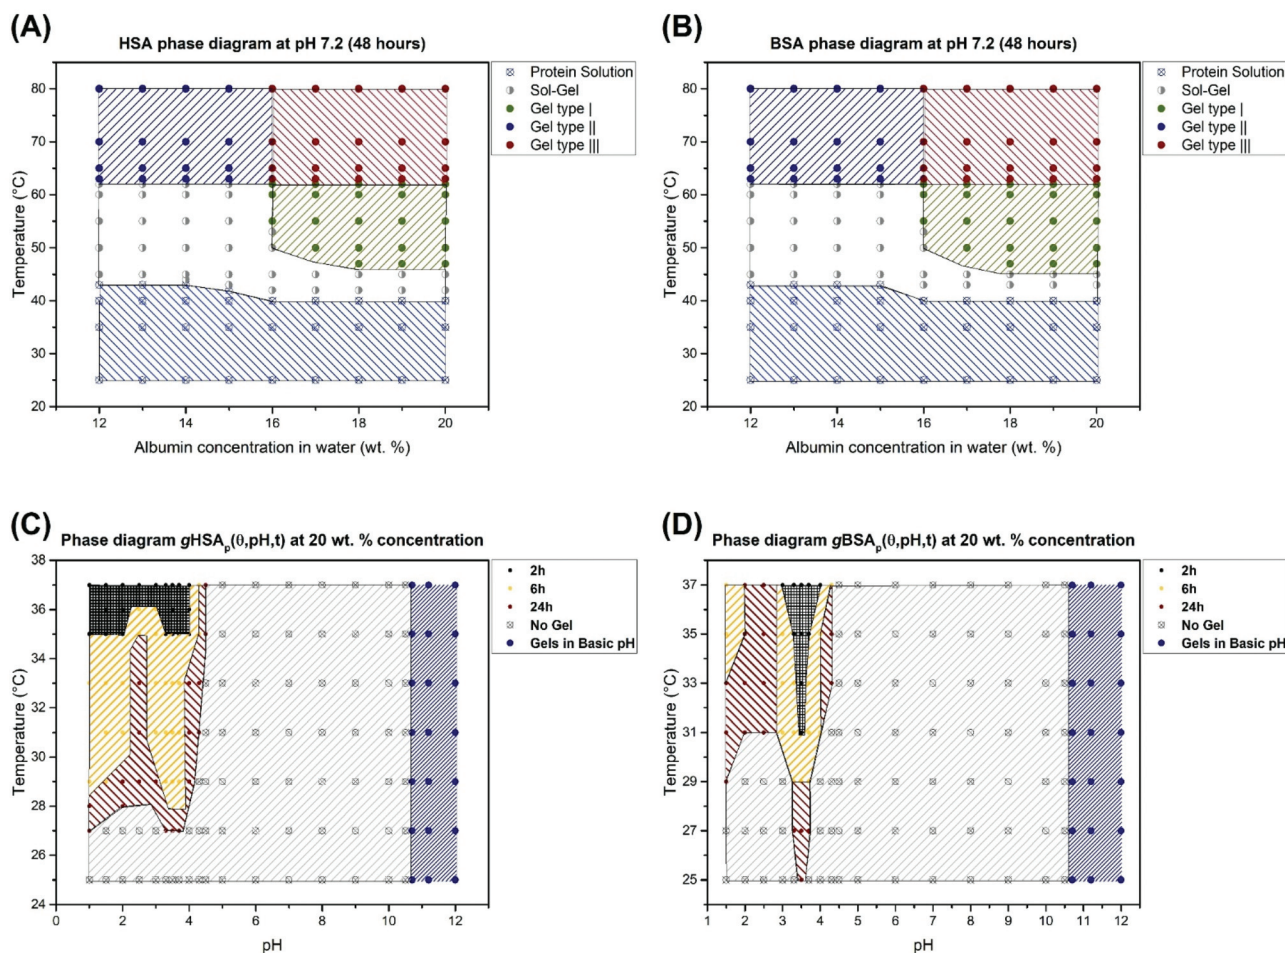 (A)
HSA phase diagram at pH 7.2 (48 hours)
Protein Solution
Sol-Gel
Gel type |
Gel type ||
Gel type |||
80
70
60
50
40
30
20
Temperature (°C)
12
14
16
18
20
Albumin concentration in water (wt. %)
(B)
BSA phase diagram at pH 7.2 (48 hours)
Protein Solution
Sol-Gel
Gel type |
Gel type ||
Gel type |||
80
70
60
50
40
30
20
Temperature (°C)
12
14
16
18
20
Albumin concentration in water (wt. %)
(C)
Phase diagram gHSAp(θ,pH,t) at 20 wt. % concentration
2h
6h
24h
No Gel
Gels in Basic pH
38
36
34
32
30
28
26
24
Temperature (°C)
0
2
4
6
8
10
12
pH
(D)
Phase diagram gBSAp(θ,pH,t) at 20 wt. % concentration
2h
6h
24h
No Gel
Gels in Basic pH
37
35
33
31
29
27
25
Temperature (°C)
1
2
3
4
5
6
7
8
9
10
11
12
pH